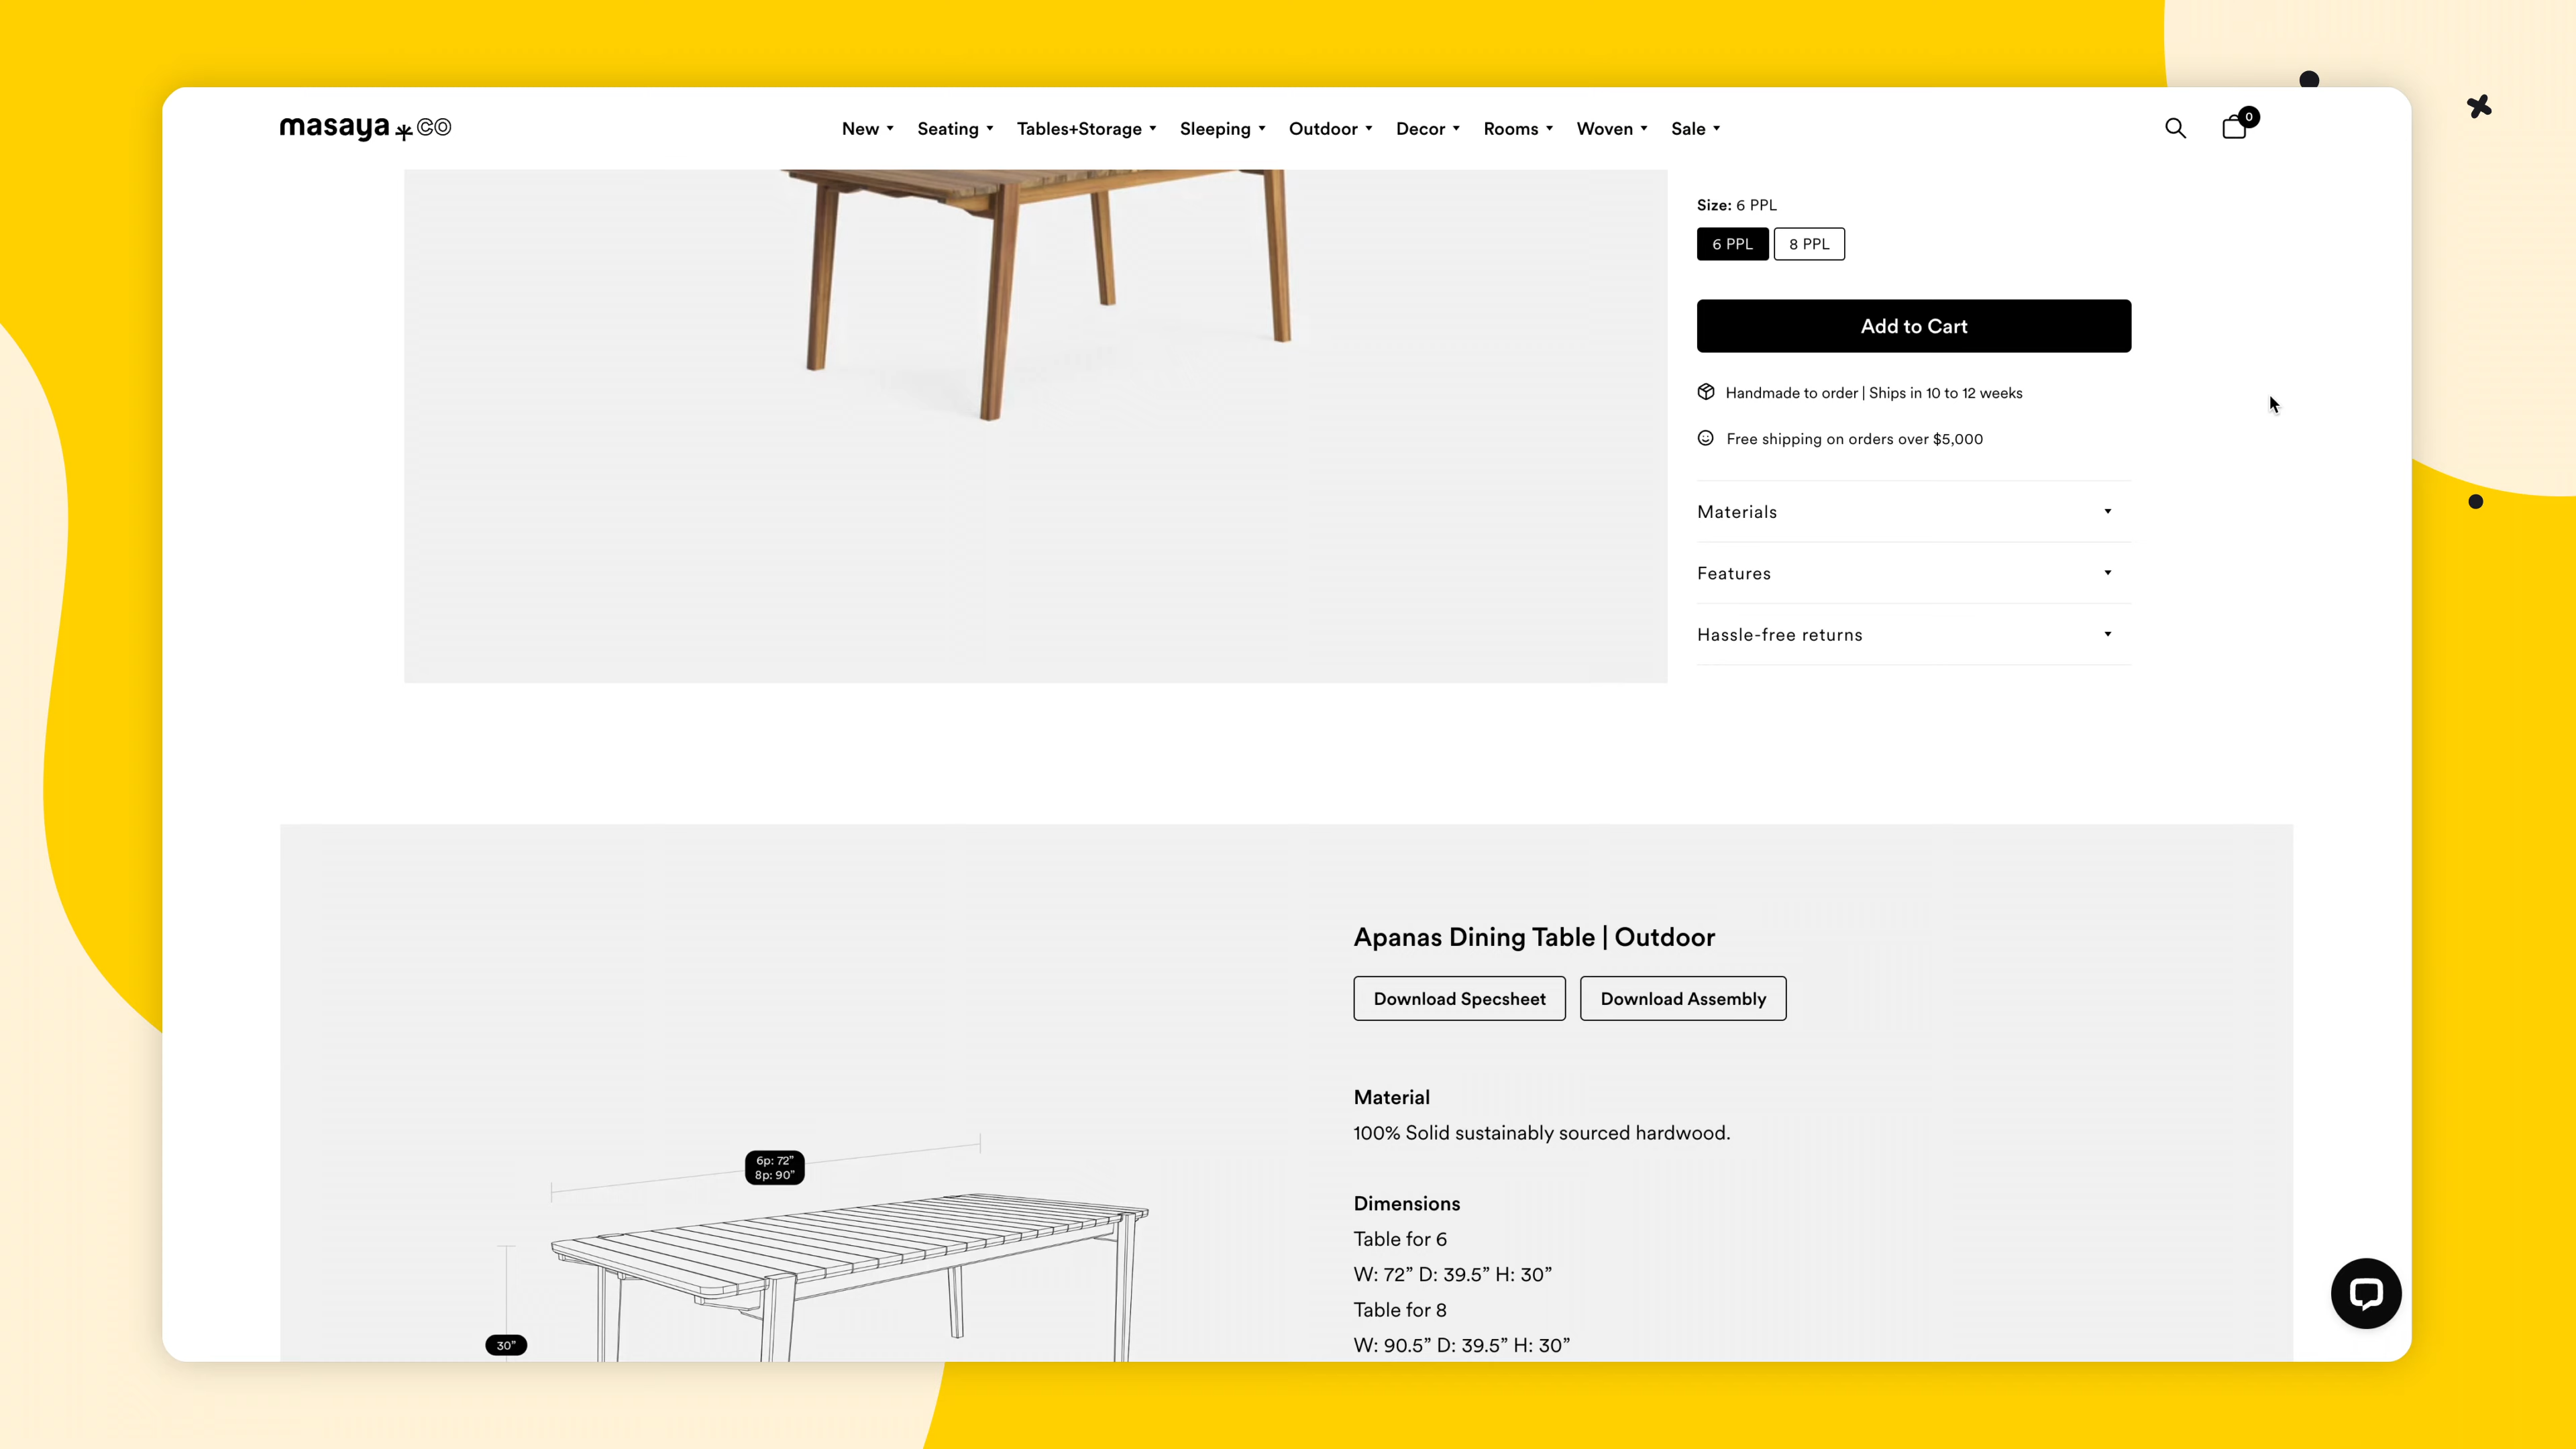 masaya CO
New Seating Tables+Storage Sleeping Outdoor Decor Rooms Woven Sale
0
Size: 6 PPL
6 PPL 8 PPL
Add to Cart
Handmade to order | Ships in 10 to 12 weeks
Free shipping on orders over $5,000
Materials
Features
Hassle-free returns
Apanas Dining Table | Outdoor
Download Specsheet Download Assembly
Material
100% Solid sustainably sourced hardwood.
Dimensions
Table for 6
W: 72” D: 39.5” H: 30”
Table for 8
W: 90.5” D: 39.5” H: 30”
6p: 72”
8p: 90”
30”